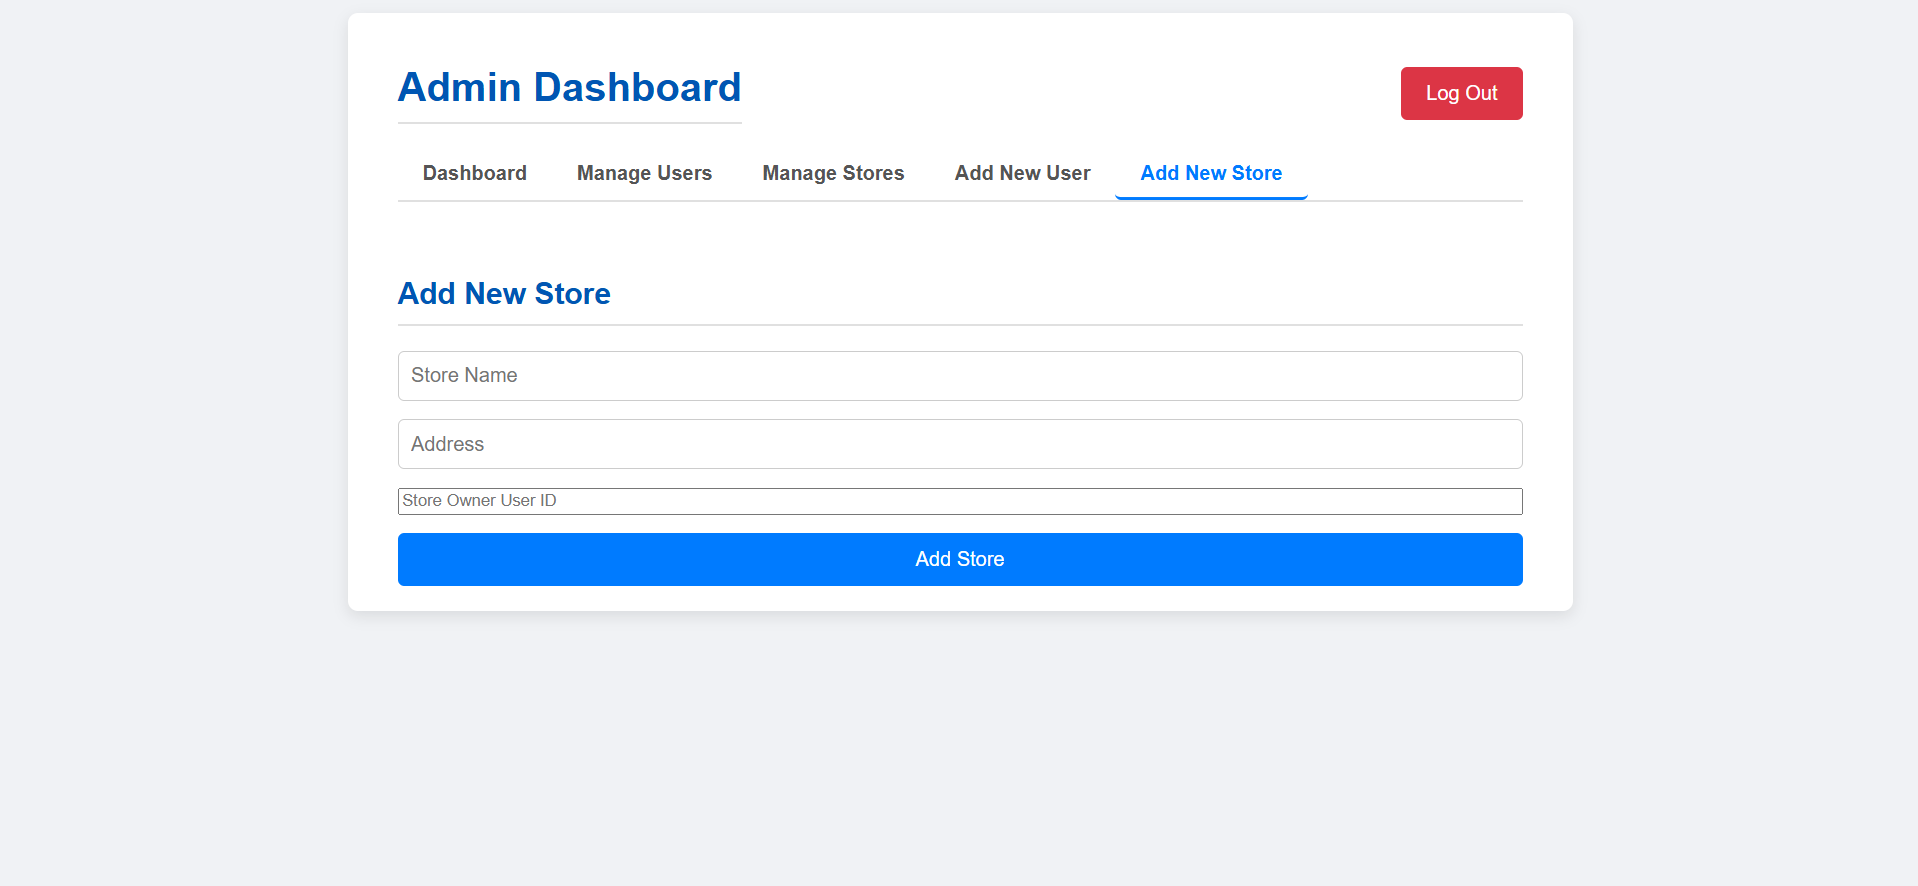 Admin Dashboard
Log Out
Dashboard Manage Users Manage Stores Add New User Add New Store
Add New Store
Store Name
Address
Store Owner User ID
Add Store